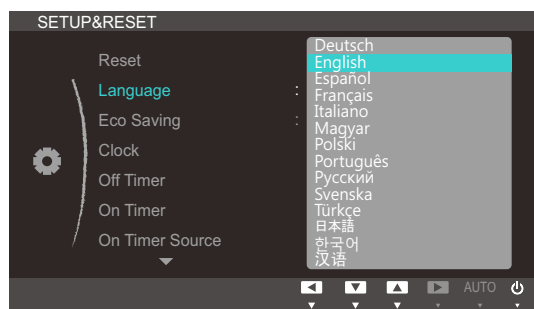 SETUP&RESET
Reset
Language :
Eco Saving :
Clock
Off Timer
On Timer
On Timer Source
Deutsch
English
Español
Français
Italiano
Magyar
Polski
Português
Русский
Svenska
Türkçe
日本語
한국어
汉语
AUTO